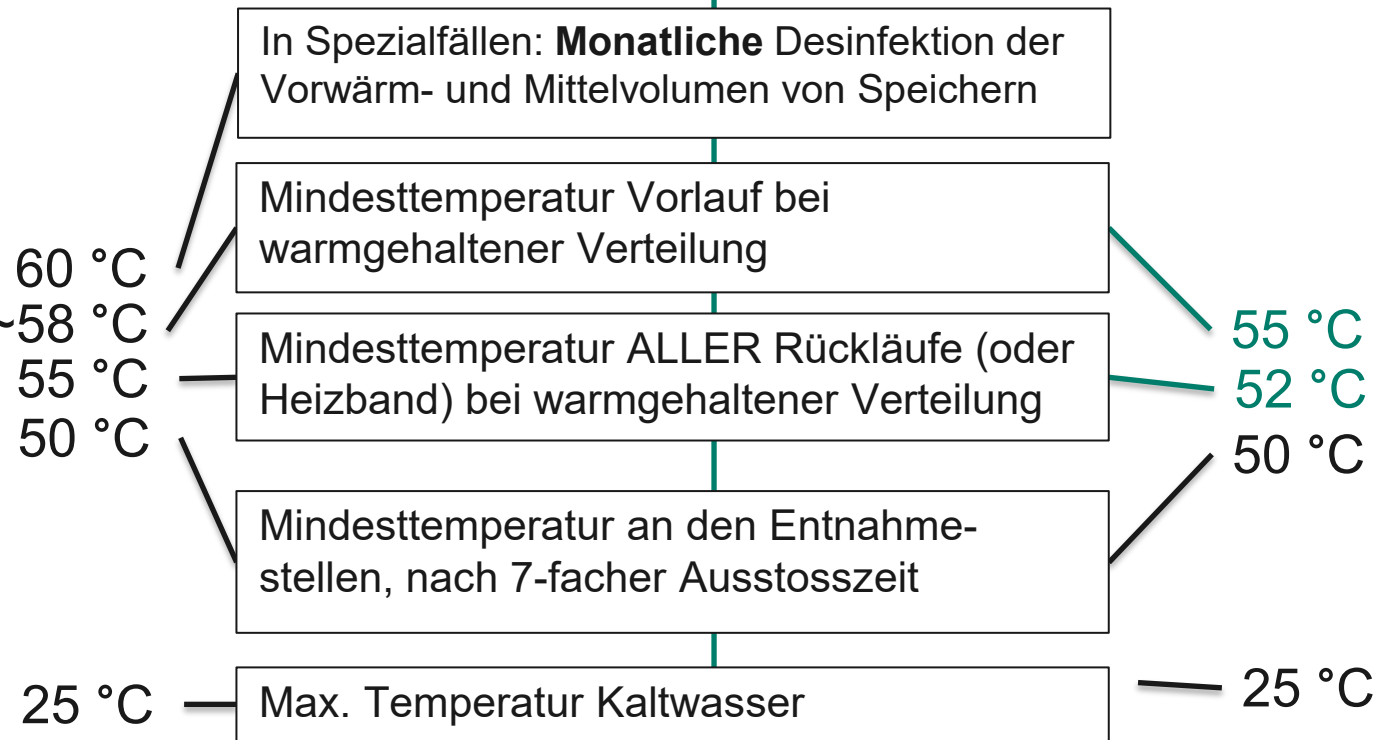 In Spezialfällen: Monatliche Desinfektion der
Vorwärm- und Mittelvolumen von Speichern
Mindesttemperatur Vorlauf bei
warmgehaltener Verteilung
60 °C
~58 °C
55 °C
Mindesttemperatur ALLER Rückläufe (oder
Heizband) bei warmgehaltener Verteilung
55 °C
52 °C
50 °C
50 °C
Mindesttemperatur an den Entnahme-
stellen, nach 7-facher Ausstosszeit
25 °C
Max. Temperatur Kaltwasser
25 °C